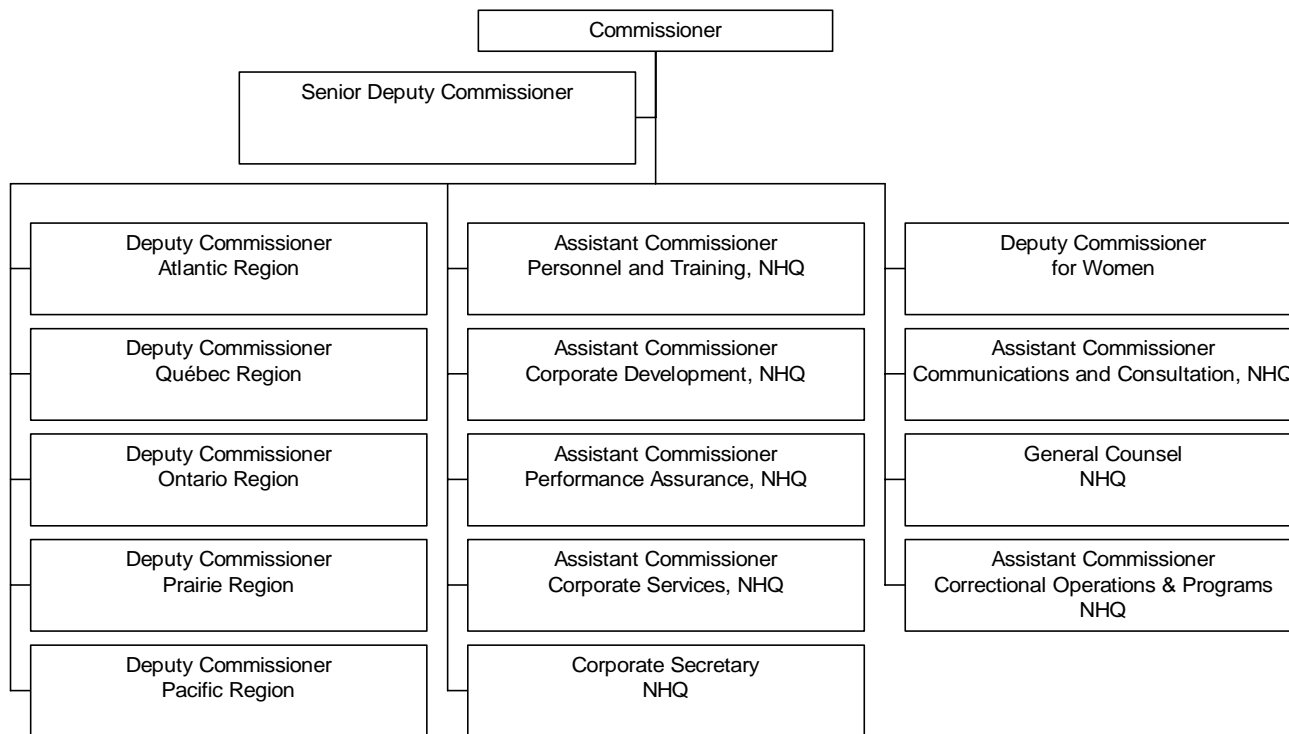 Commissioner
Senior Deputy Commissioner
Deputy Commissioner
Atlantic Region
Deputy Commissioner
Québec Region
Deputy Commissioner
Ontario Region
Deputy Commissioner
Prairie Region
Deputy Commissioner
Pacific Region
Assistant Commissioner
Personnel and Training, NHQ
Assistant Commissioner
Corporate Development, NHQ
Assistant Commissioner
Performance Assurance, NHQ
Assistant Commissioner
Corporate Services, NHQ
Corporate Secretary
NHQ
Deputy Commissioner
for Women
Assistant Commissioner
Communications and Consultation, NHQ
General Counsel
NHQ
Assistant Commissioner
Correctional Operations & Programs
NHQ